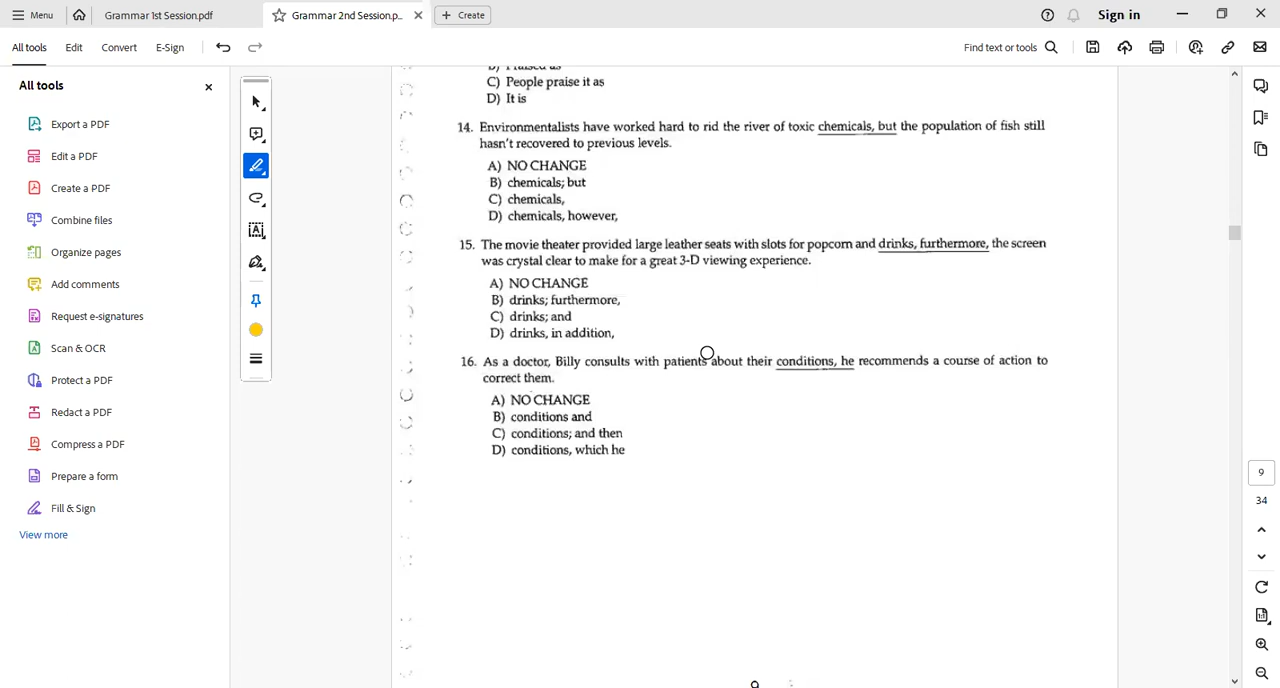 Menu
Grammar 1st Session.pdf
Grammar 2nd Session.p...
Create
Sign in
All tools
Edit
Convert
E-Sign
Find text or tools
All tools
Export a PDF
Edit a PDF
Create a PDF
Combine files
Organize pages
Add comments
Request e-signatures
Scan & OCR
Protect a PDF
Redact a PDF
Compress a PDF
Prepare a form
Fill & Sign
View more
B) Praised as
C) People praise it as
D) It is
14. Environmentalists have worked hard to rid the river of toxic chemicals, but the population of fish still
hasn't recovered to previous levels.
A) NO CHANGE
B) chemicals; but
C) chemicals,
D) chemicals, however,
15. The movie theater provided large leather seats with slots for popcorn and drinks, furthermore, the screen
was crystal clear to make for a great 3-D viewing experience.
A) NO CHANGE
B) drinks; furthermore,
C) drinks; and
D) drinks, in addition,
16. As a doctor, Billy consults with patients about their conditions, he recommends a course of action to
correct them.
A) NO CHANGE
B) conditions and
C) conditions; and then
D) conditions, which he
9
9
34